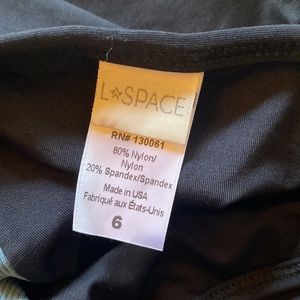 L☆SPACE
RN# 130061
80% Nylon/
Nylon
20% Spandex/Spandex
Made in USA
Fabriqué aux États-Unis
6